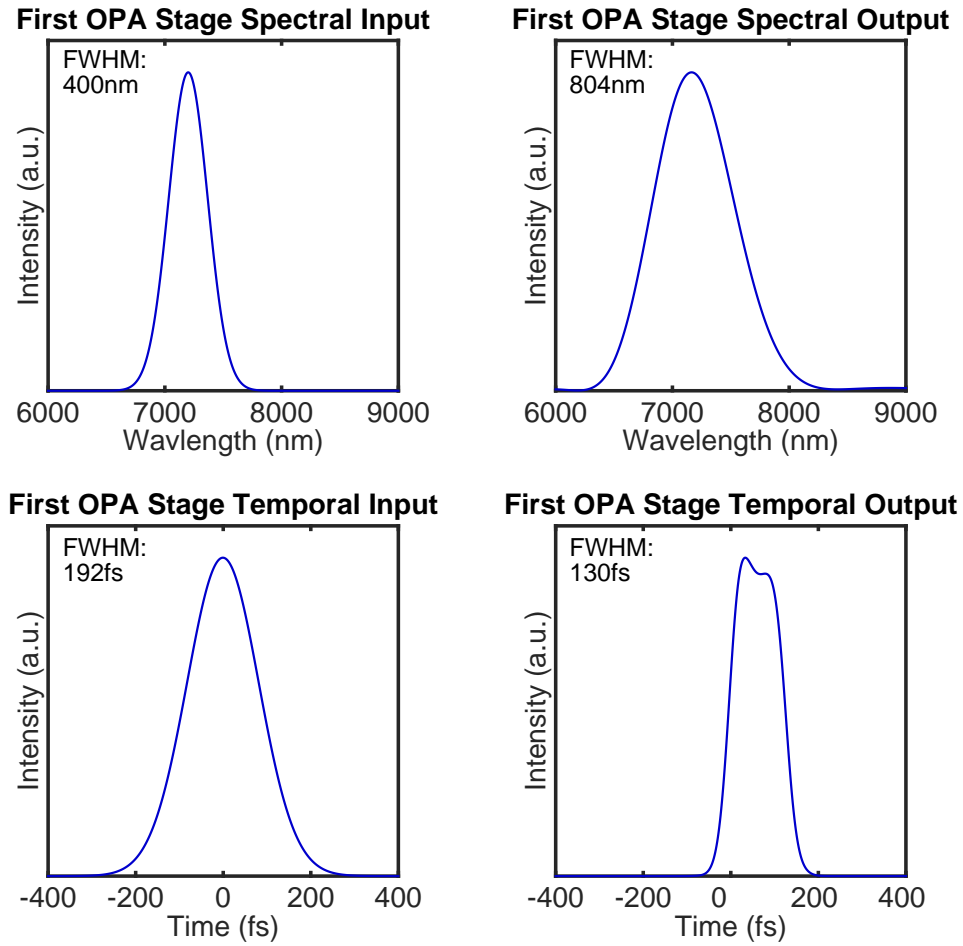 First OPA Stage Spectral Input
FWHM:
400nm
Intensity (a.u.)
6000 7000 8000 9000
Wavlength (nm)
First OPA Stage Spectral Output
FWHM:
804nm
Intensity (a.u.)
6000 7000 8000 9000
Wavelength (nm)
First OPA Stage Temporal Input
FWHM:
192fs
Intensity (a.u.)
-400 -200 0 200 400
Time (fs)
First OPA Stage Temporal Output
FWHM:
130fs
Intensity (a.u.)
-400 -200 0 200 400
Time (fs)